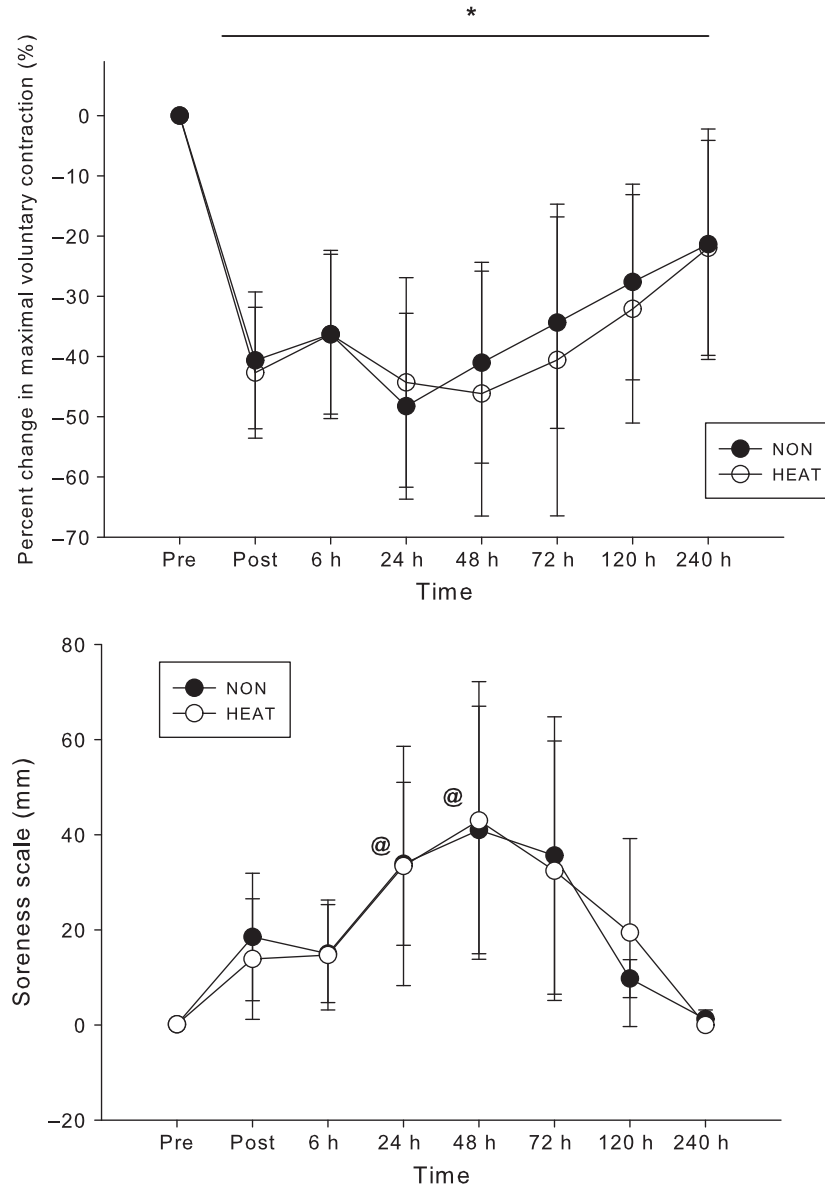 *
Percent change in maximal voluntary contraction (%)
0
–10
–20
–30
–40
–50
–60
–70
NON
HEAT
Pre Post 6 h 24 h 48 h 72 h 120 h 240 h
Time
Soreness scale (mm)
80
60
40
20
0
–20
NON
HEAT
@
@
Pre Post 6 h 24 h 48 h 72 h 120 h 240 h
Time